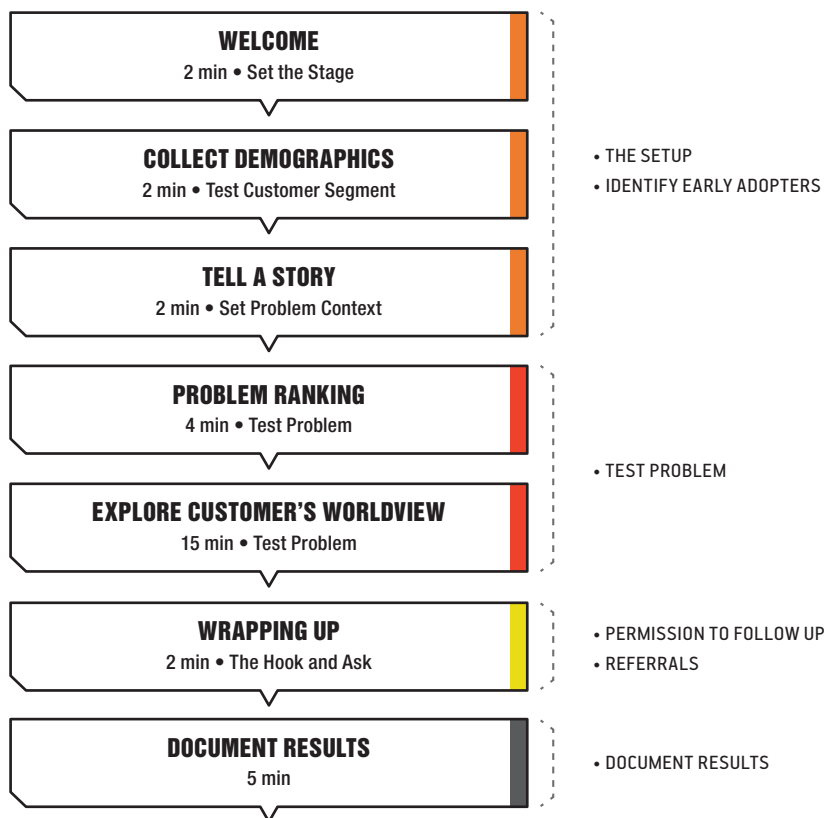 WELCOME
2 min • Set the Stage
COLLECT DEMOGRAPHICS
2 min • Test Customer Segment
• THE SETUP
• IDENTIFY EARLY ADOPTERS
TELL A STORY
2 min • Set Problem Context
PROBLEM RANKING
4 min • Test Problem
• TEST PROBLEM
EXPLORE CUSTOMER’S WORLDVIEW
15 min • Test Problem
WRAPPING UP
2 min • The Hook and Ask
• PERMISSION TO FOLLOW UP
• REFERRALS
DOCUMENT RESULTS
5 min
• DOCUMENT RESULTS